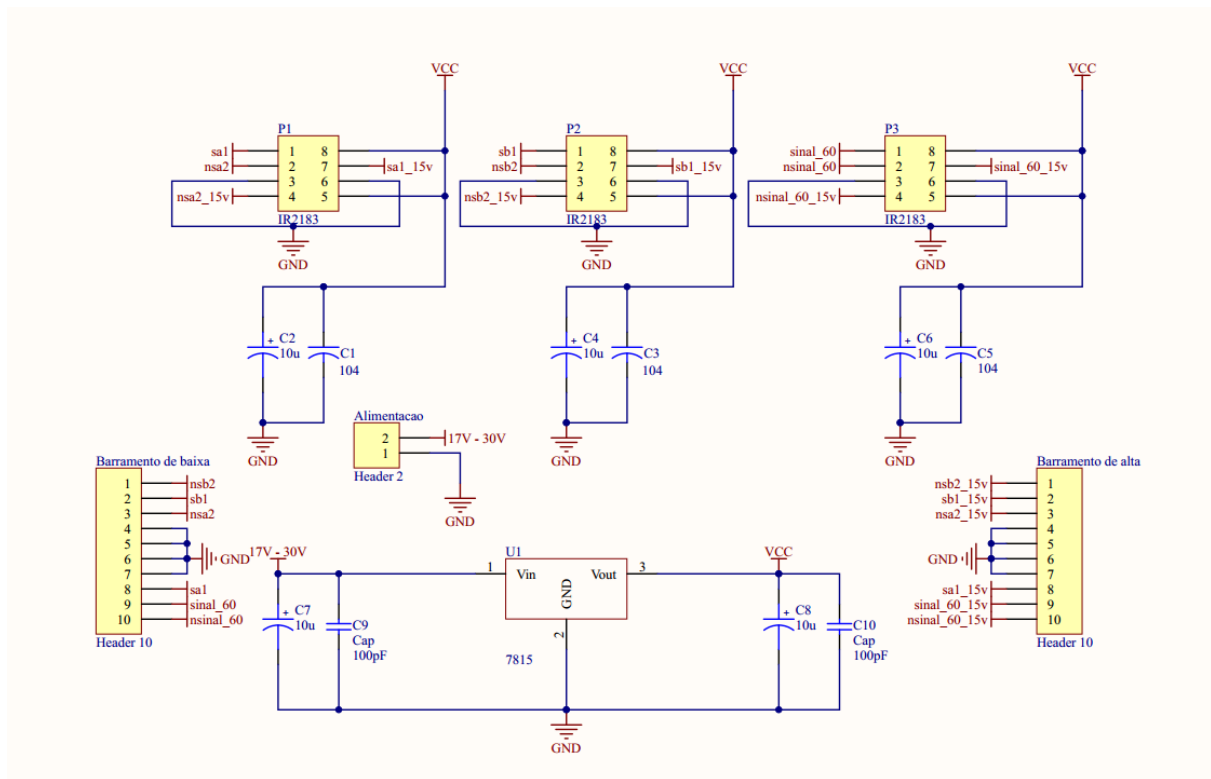 VCC
VCC
VCC
P1
P2
P3
sa1
1
8
nsa2
2
7
sa1_15v
3
6
nsa2_15v
4
5
IR2183
GND
sb1
1
8
nsb2
2
7
sb1_15v
3
6
nsb2_15v
4
5
IR2183
GND
sinal_60
1
8
nsinal_60
2
7
sinal_60_15v
3
6
nsinal_60_15v
4
5
IR2183
GND
+
C2
10u
C1
104
GND
+
C4
10u
C3
104
GND
+
C6
10u
C5
104
GND
Alimentacao
2
17V - 30V
1
Header 2
GND
Barramento de baixa
1
nsb2
2
sb1
3
nsa2
4
5
6
GND
7
8
sa1
9
sinal_60
10
nsinal_60
Header 10
17V - 30V
+
C7
10u
C9
Cap
100pF
U1
1
Vin
Vout
3
GND
2
7815
GND
VCC
+
C8
10u
C10
Cap
100pF
Barramento de alta
nsb2_15v
1
sb1_15v
2
nsa2_15v
3
4
5
GND
6
7
sa1_15v
8
sinal_60_15v
9
nsinal_60_15v
10
Header 10